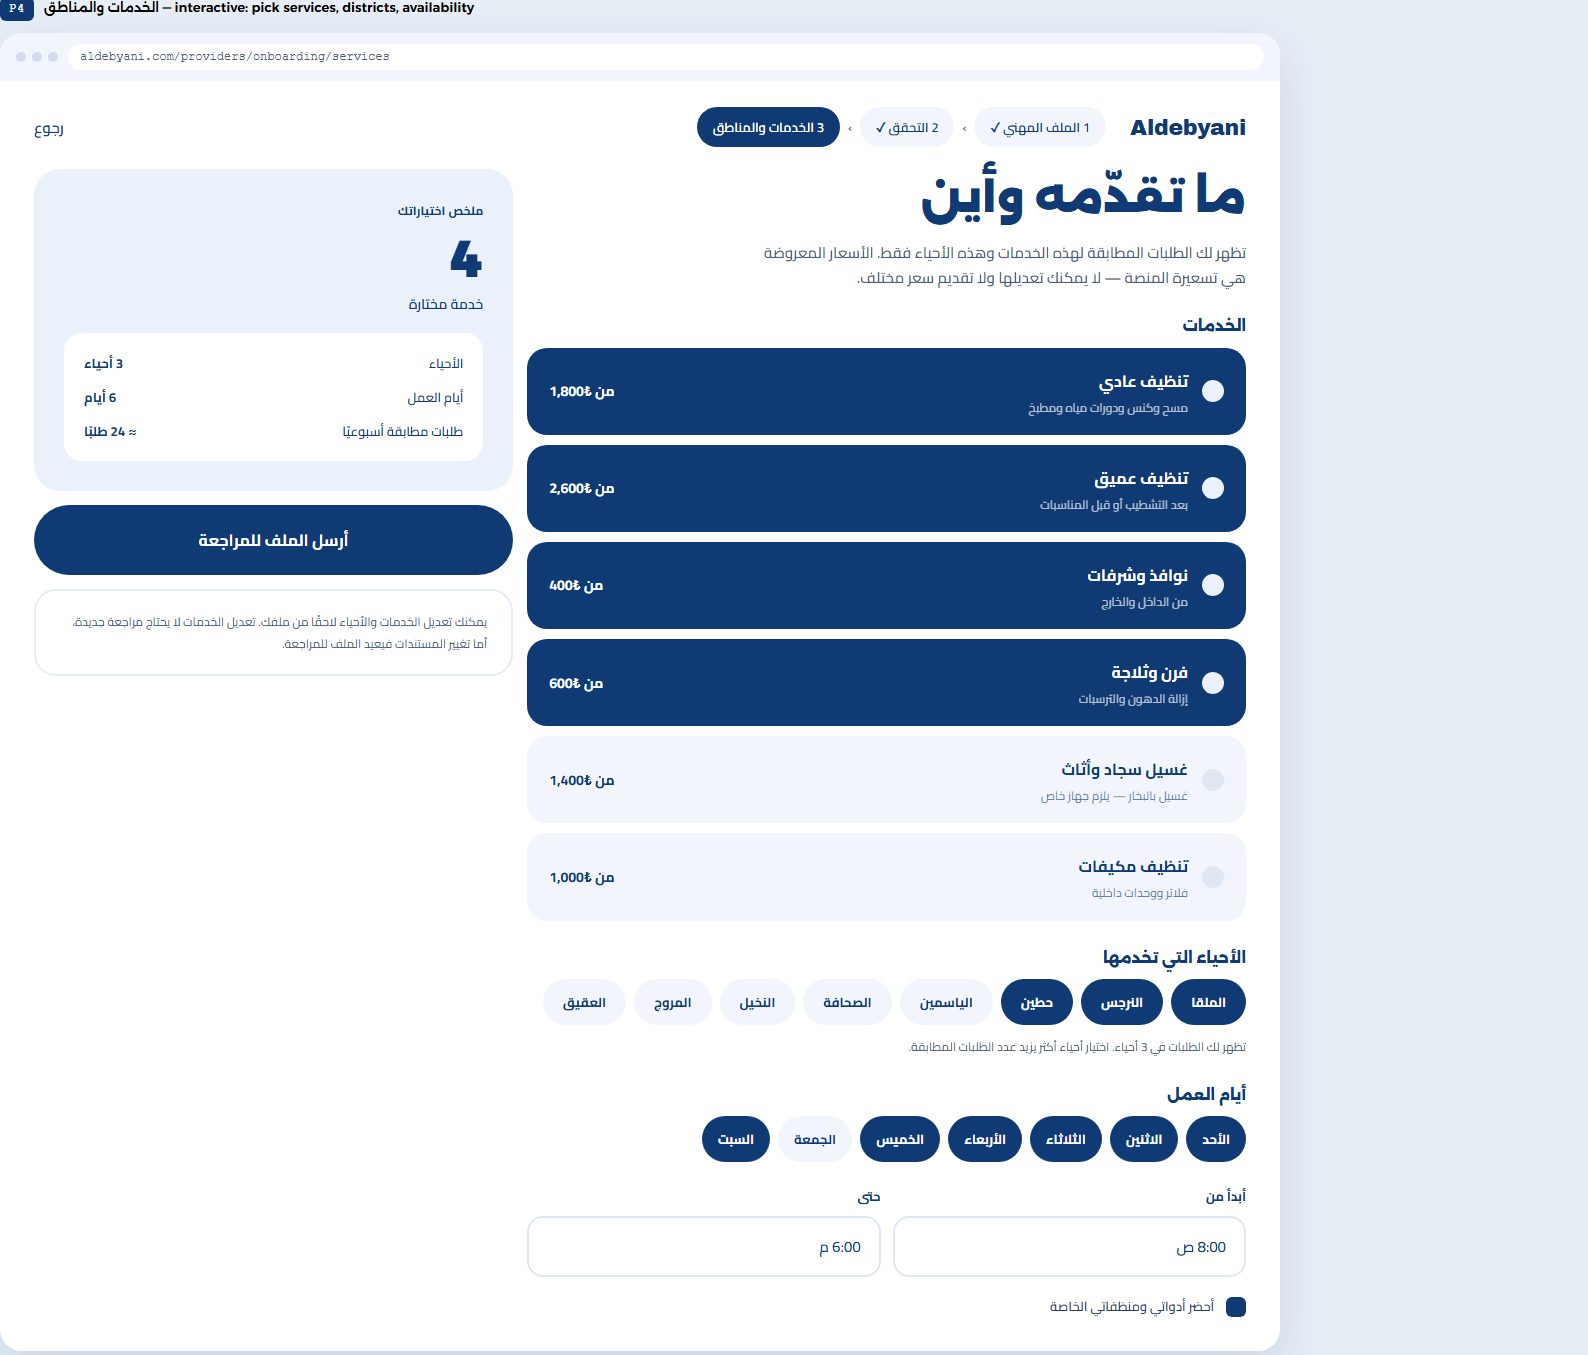 P4 الخدمات والمناطق — interactive: pick services, districts, availability
aldebyani.com/providers/onboarding/services
Aldebyani
1 الملف المهني ✓ ‹ 2 التحقق ✓ ‹ 3 الخدمات والمناطق
رجوع
ما تقدّمه وأين
تظهر لك الطلبات المطابقة لهذه الخدمات وهذه الأحياء فقط. الأسعار المعروضة
هي تسعيرة المنصة — لا يمكنك تعديلها ولا تقديم سعر مختلف.
الخدمات
تنظيف عادي
مسح وكنس ودورات مياه ومطبخ
من ₺1,800
تنظيف عميق
بعد التشطيب أو قبل المناسبات
من ₺2,600
نوافذ وشرفات
من الداخل والخارج
من ₺400
فرن وثلاجة
إزالة الدهون والترسبات
من ₺600
غسيل سجاد وأثاث
غسيل بالبخار — يلزم جهاز خاص
من ₺1,400
تنظيف مكيفات
فلاتر ووحدات داخلية
من ₺1,000
الأحياء التي تخدمها
الملقا النرجس حطين الياسمين الصحافة النخيل المروج العقيق
تظهر لك الطلبات في 3 أحياء. اختيار أحياء أكثر يزيد عدد الطلبات المطابقة.
أيام العمل
الأحد الاثنين الثلاثاء الأربعاء الخميس الجمعة السبت
أبدأ من
8:00 ص
حتى
6:00 م
أحضر أدواتي ومنظفاتي الخاصة
ملخص اختياراتك
4
خدمة مختارة
الأحياء 3 أحياء
أيام العمل 6 أيام
طلبات مطابقة أسبوعيًا ≈ 24 طلبًا
أرسل الملف للمراجعة
يمكنك تعديل الخدمات والأحياء لاحقًا من ملفك. تعديل الخدمات لا يحتاج مراجعة جديدة،
أما تغيير المستندات فيعيد الملف للمراجعة.